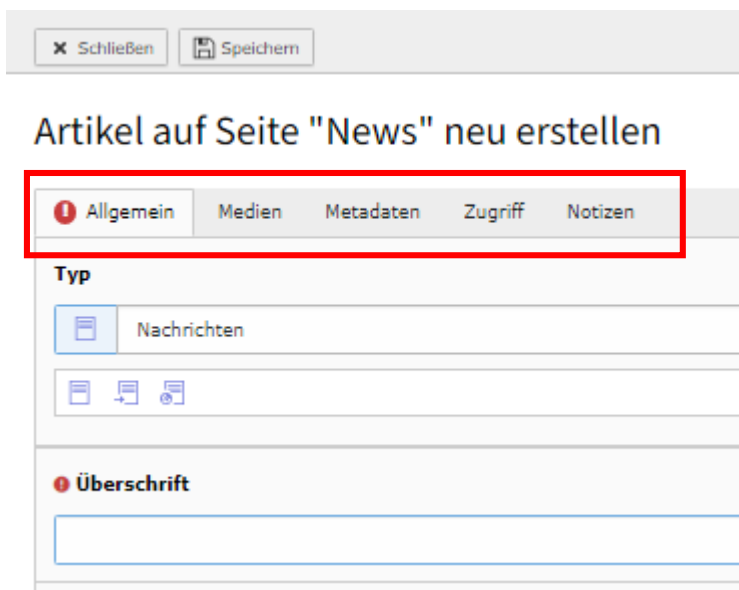 Schließen Speichern
Artikel auf Seite "News" neu erstellen
Allgemein Medien Metadaten Zugriff Notizen
Typ
Nachrichten
Überschrift